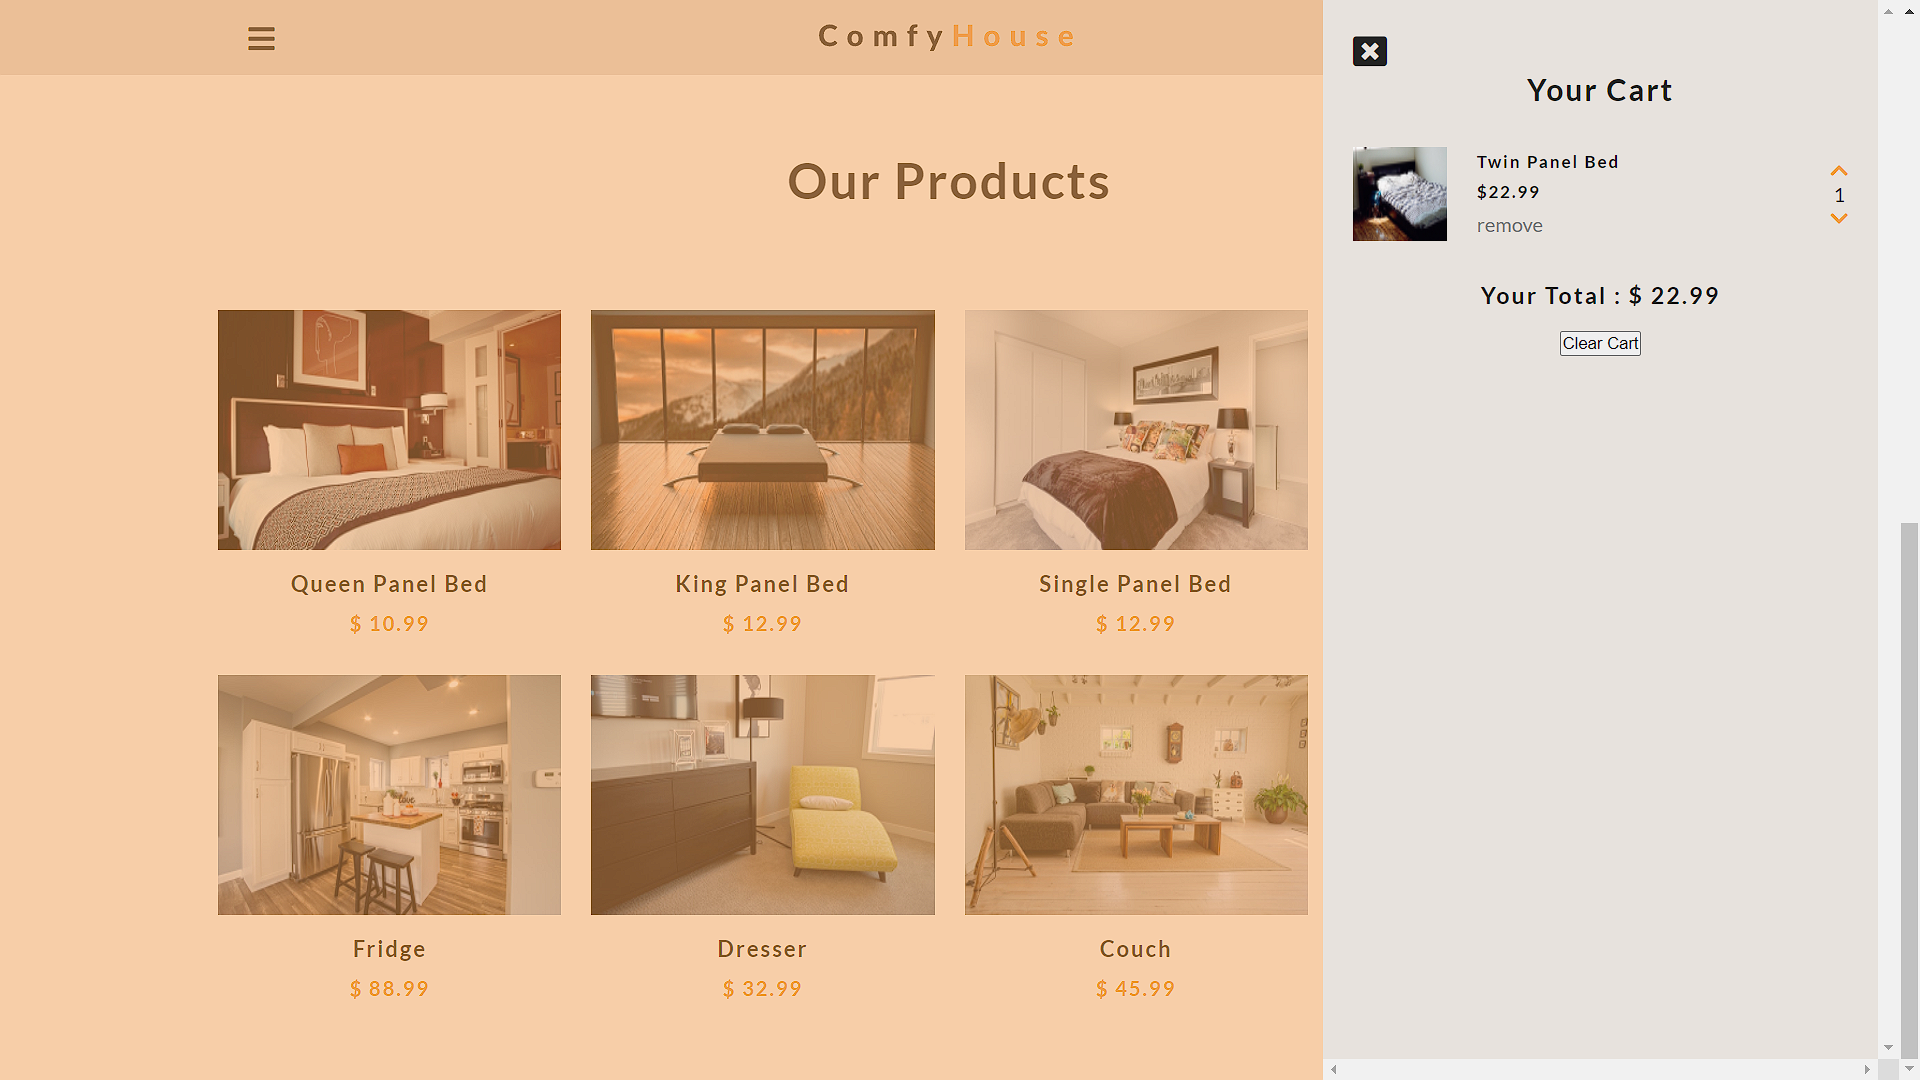 ComfyHouse
Our Products
Queen Panel Bed
$ 10.99
King Panel Bed
$ 12.99
Single Panel Bed
$ 12.99
Fridge
$ 88.99
Dresser
$ 32.99
Couch
$ 45.99
Your Cart
Twin Panel Bed
$22.99
remove
1
Your Total : $ 22.99
Clear Cart